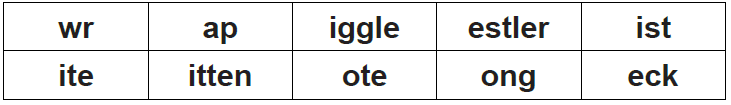 wr ap iggle estler ist
ite itten ote ong eck